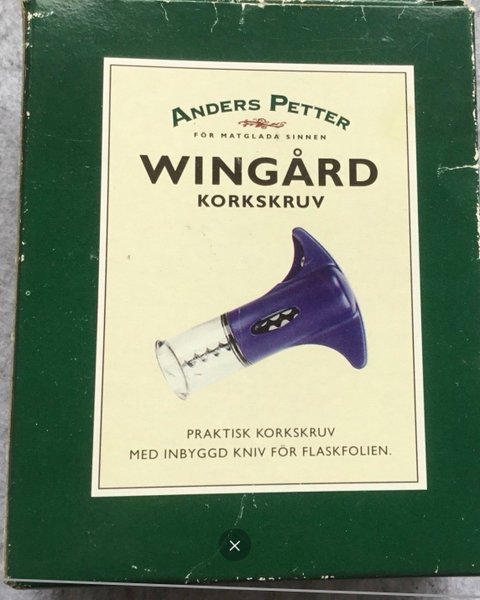 ANDERS PETTER
FÖR MATGLADA SINNEN
WINGÅRD
KORKSKRUV
PRAKTISK KORKSKRUV
MED INBYGGD KNIV FÖR FLASKFOLIEN.